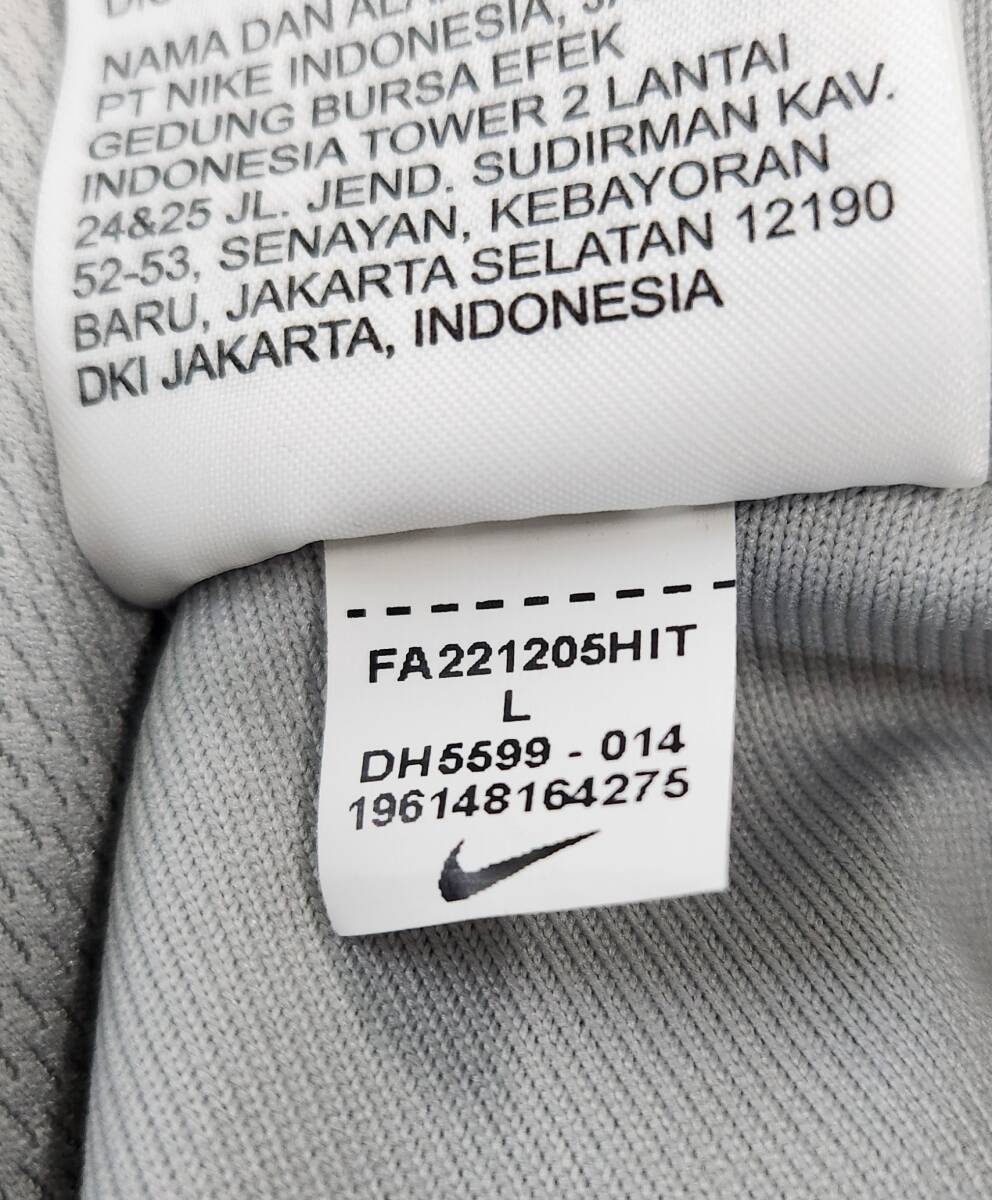 NAMA DAN
PT NIKE INDONESIA,
GEDUNG BURSA EFEK
INDONESIA TOWER 2 LANTAI
24&25 JL. JEND. SUDIRMAN KAV.
52-53, SENAYAN, KEBAYORAN
BARU, JAKARTA SELATAN 12190
DKI JAKARTA, INDONESIA
FA221205HIT
L
DH5599 - 014
196148164275